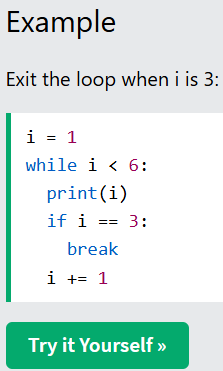 Example
Exit the loop when i is 3:
i = 1
while i < 6:
  print(i)
  if i == 3:
    break
  i += 1
Try it Yourself »